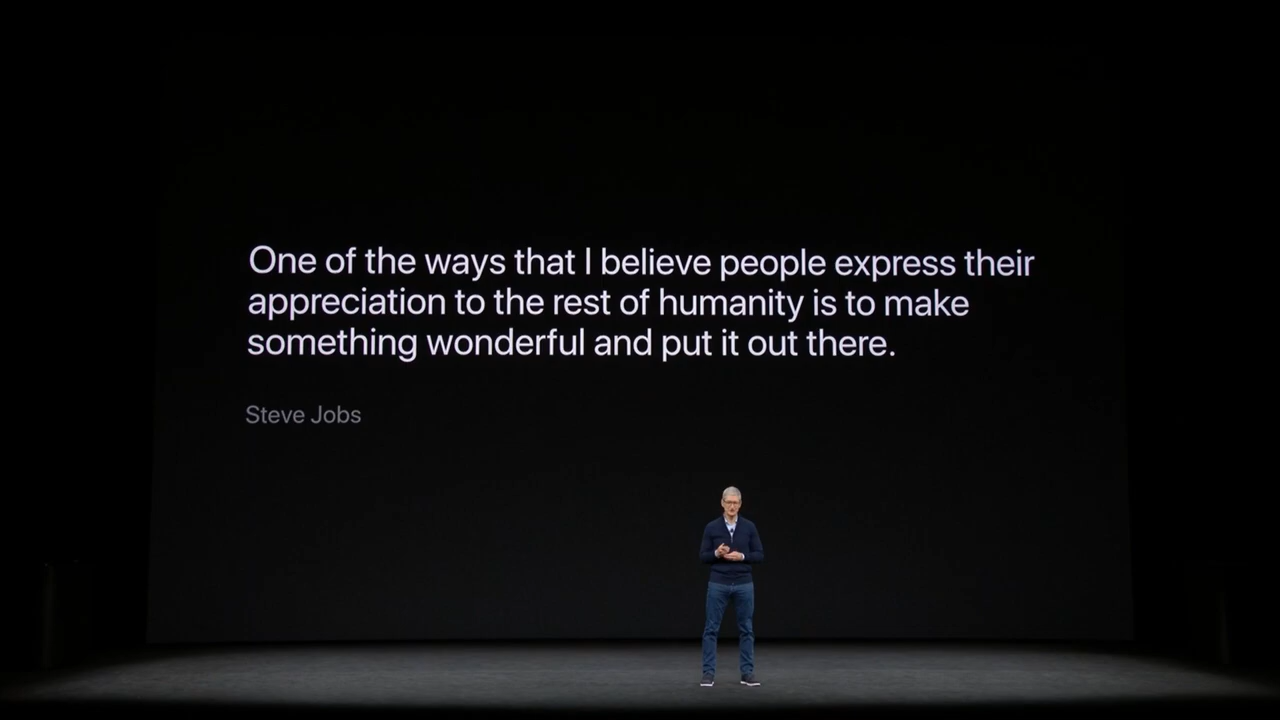 One of the ways that I believe people express their
appreciation to the rest of humanity is to make
something wonderful and put it out there.
Steve Jobs